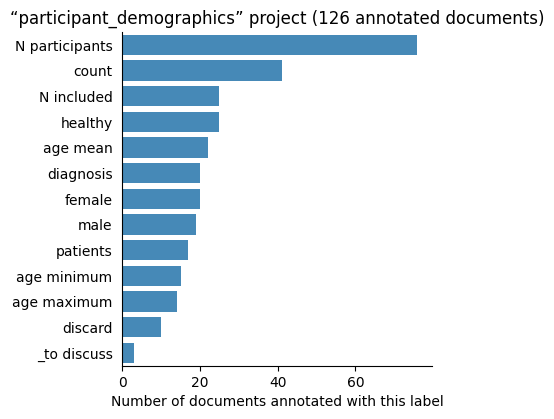 “participant_demographics” project (126 annotated documents)
N participants
count
N included
healthy
age mean
diagnosis
female
male
patients
age minimum
age maximum
discard
_to discuss
0 20 40 60
Number of documents annotated with this label